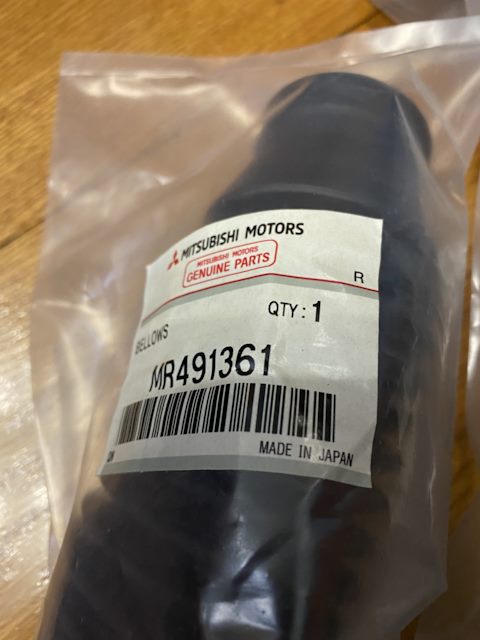 MITSUBISHI MOTORS
MITSUBISHI MOTORS
GENUINE PARTS
R
QTY: 1
BELLOWS
MR491361
MADE IN JAPAN